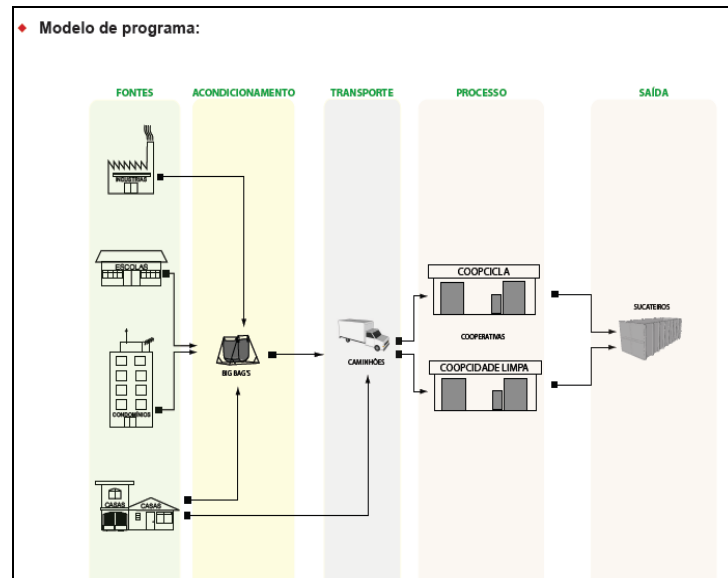 Modelo de programa:
FONTES
ACONDICIONAMENTO
TRANSPORTE
PROCESSO
SAÍDA
INDÚSTRIAS
ESCOLAS
COOPCICLA
SUCATEIROS
COOPERATIVAS
BIG BAG'S
CAMINHÕES
COOPCIDADE LIMPA
CONDOMÍNIOS
CASAS
CASAS